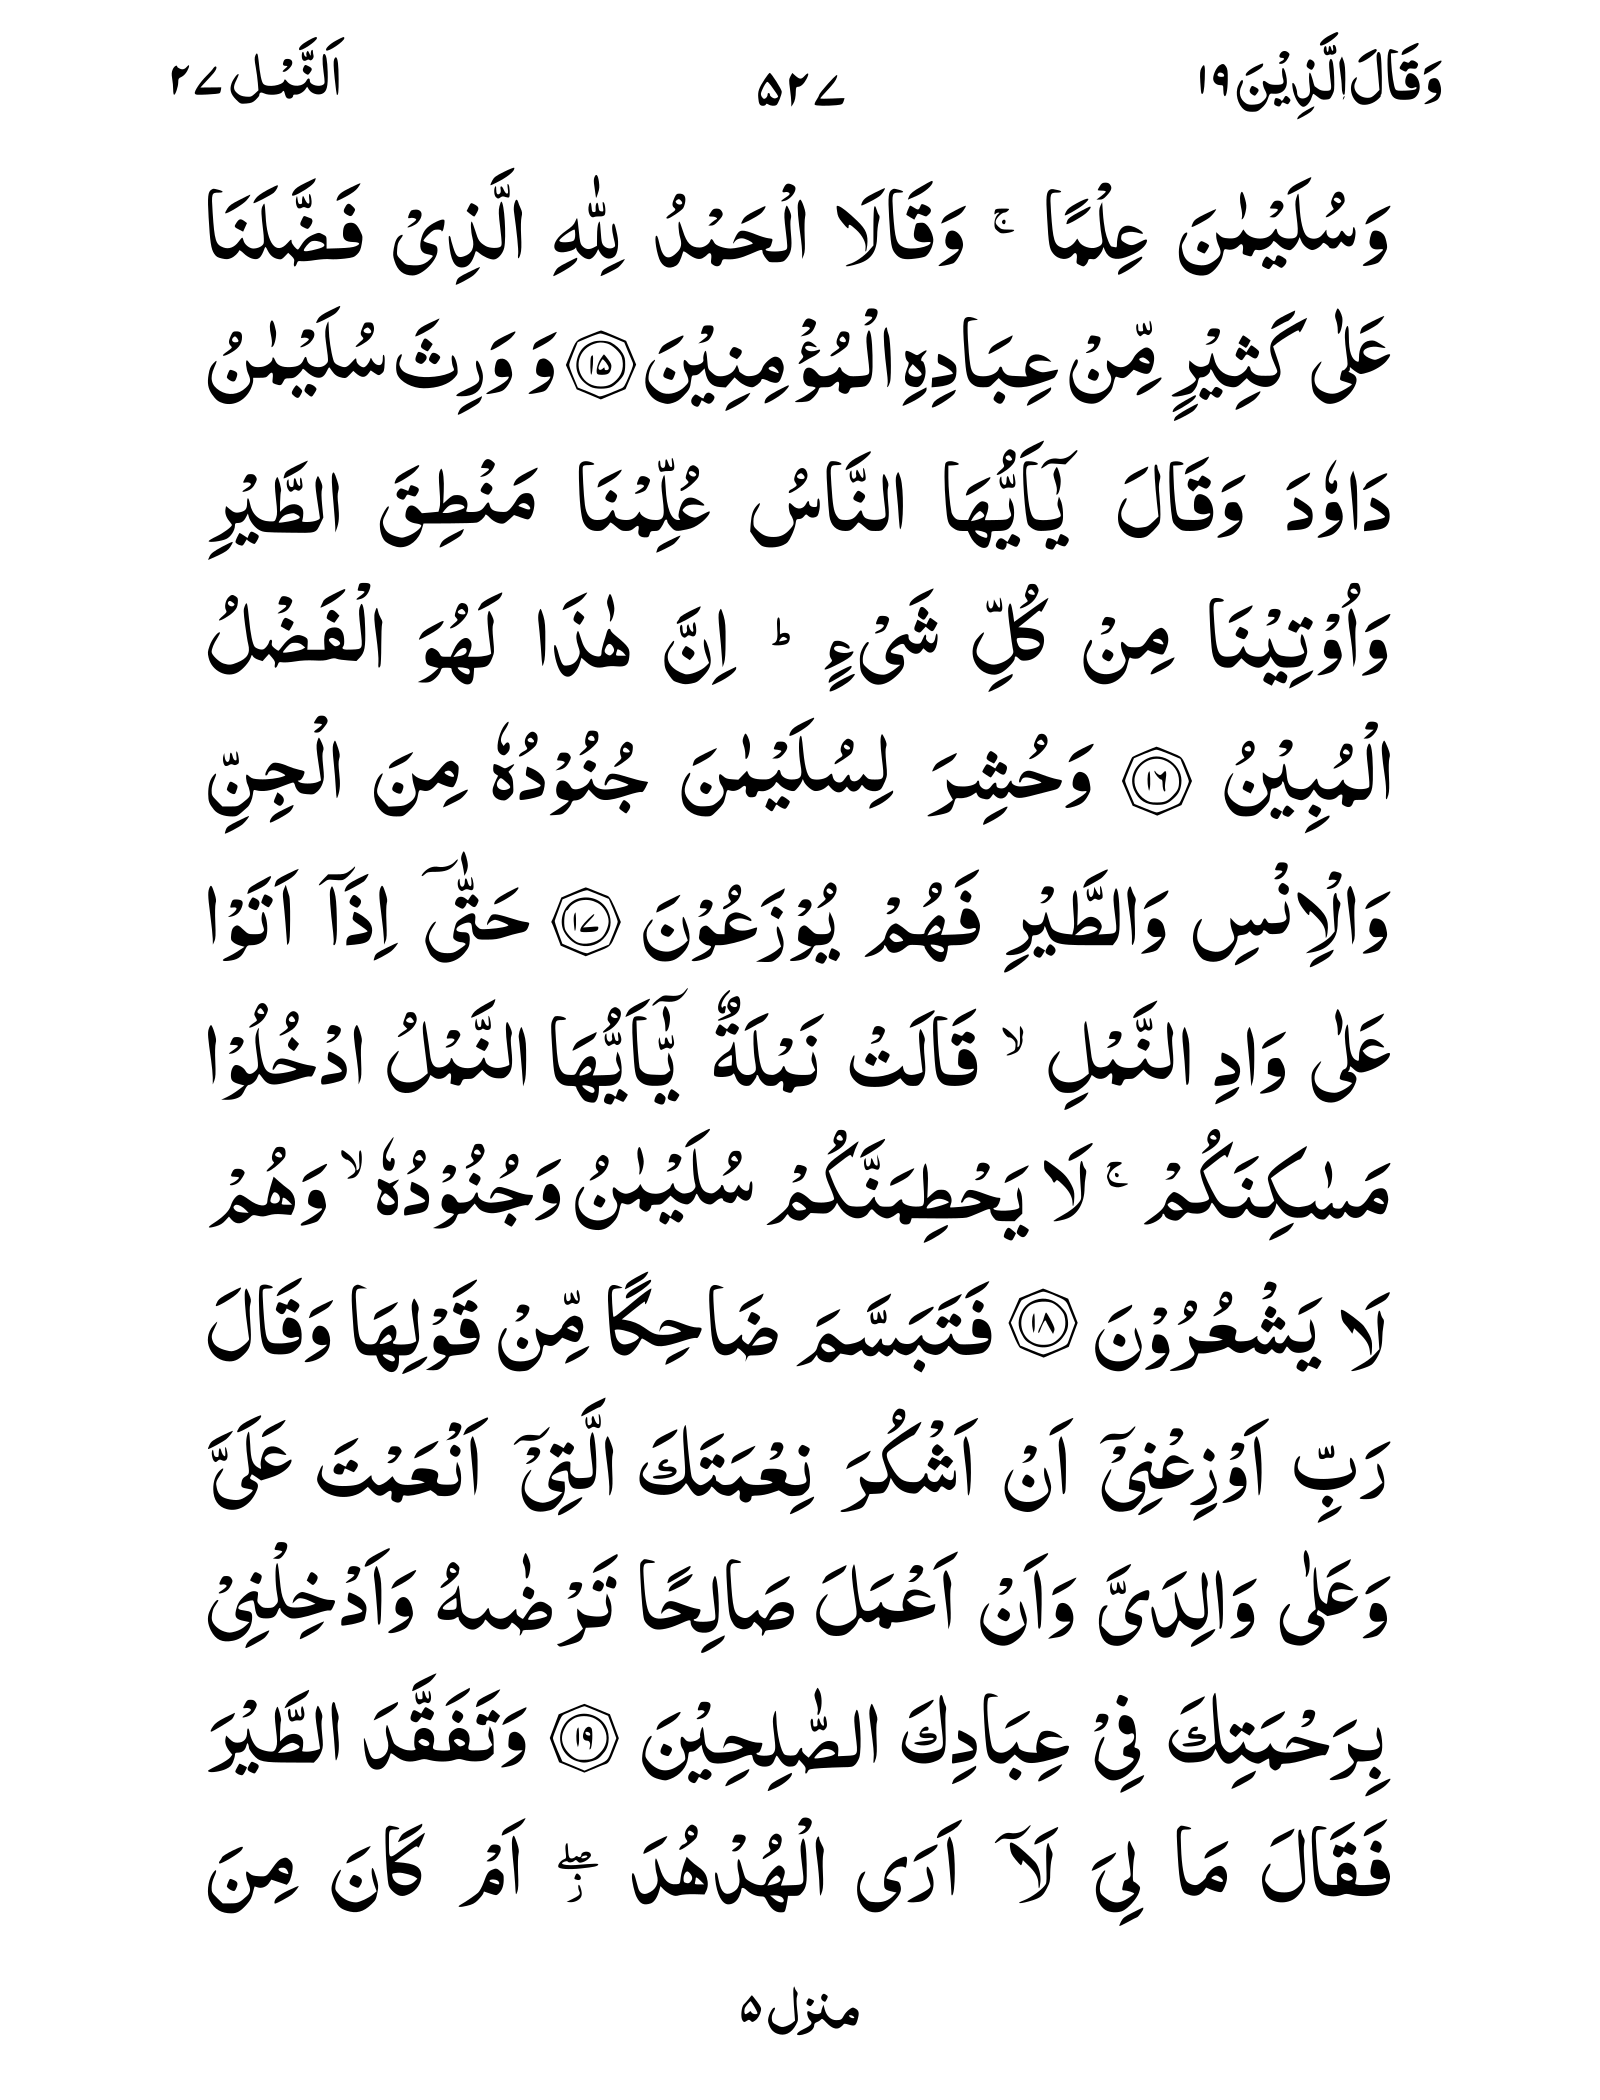 وَقَالَ الَّذِيْنَ ١٩
٥٢٧
اَلنَّمْل ٢٧
وَسُلَيْمٰنَ عِلْمًا ۚ وَقَالَا الْحَمْدُ لِلّٰهِ الَّذِىْ فَضَّلَنَا
عَلٰى كَثِيْرٍ مِّنْ عِبَادِهِ الْمُؤْمِنِيْنَ ۝١٥ وَ وَرِثَ سُلَيْمٰنُ
دَاوٗدَ وَقَالَ يٰٓاَيُّهَا النَّاسُ عُلِّمْنَا مَنْطِقَ الطَّيْرِ
وَاُوْتِيْنَا مِنْ كُلِّ شَىْءٍ ؕ اِنَّ هٰذَا لَهُوَ الْفَضْلُ
الْمُبِيْنُ ۝١٦ وَحُشِرَ لِسُلَيْمٰنَ جُنُوْدُهٗ مِنَ الْجِنِّ
وَالْاِنْسِ وَالطَّيْرِ فَهُمْ يُوْزَعُوْنَ ۝١٧ حَتّٰٓى اِذَآ اَتَوْا
عَلٰى وَادِ النَّمْلِ ۙ قَالَتْ نَمْلَةٌ يّٰٓاَيُّهَا النَّمْلُ ادْخُلُوْا
مَسٰكِنَكُمْ ۚ لَا يَحْطِمَنَّكُمْ سُلَيْمٰنُ وَجُنُوْدُهٗ ۙ وَهُمْ
لَا يَشْعُرُوْنَ ۝١٨ فَتَبَسَّمَ ضَاحِكًا مِّنْ قَوْلِهَا وَقَالَ
رَبِّ اَوْزِعْنِىْٓ اَنْ اَشْكُرَ نِعْمَتَكَ الَّتِىْٓ اَنْعَمْتَ عَلَىَّ
وَعَلٰى وَالِدَىَّ وَاَنْ اَعْمَلَ صَالِحًا تَرْضٰىهُ وَاَدْخِلْنِىْ
بِرَحْمَتِكَ فِىْ عِبَادِكَ الصّٰلِحِيْنَ ۝١٩ وَتَفَقَّدَ الطَّيْرَ
فَقَالَ مَا لِىَ لَآ اَرَى الْهُدْهُدَ ۖ ز اَمْ كَانَ مِنَ
منزل ٥